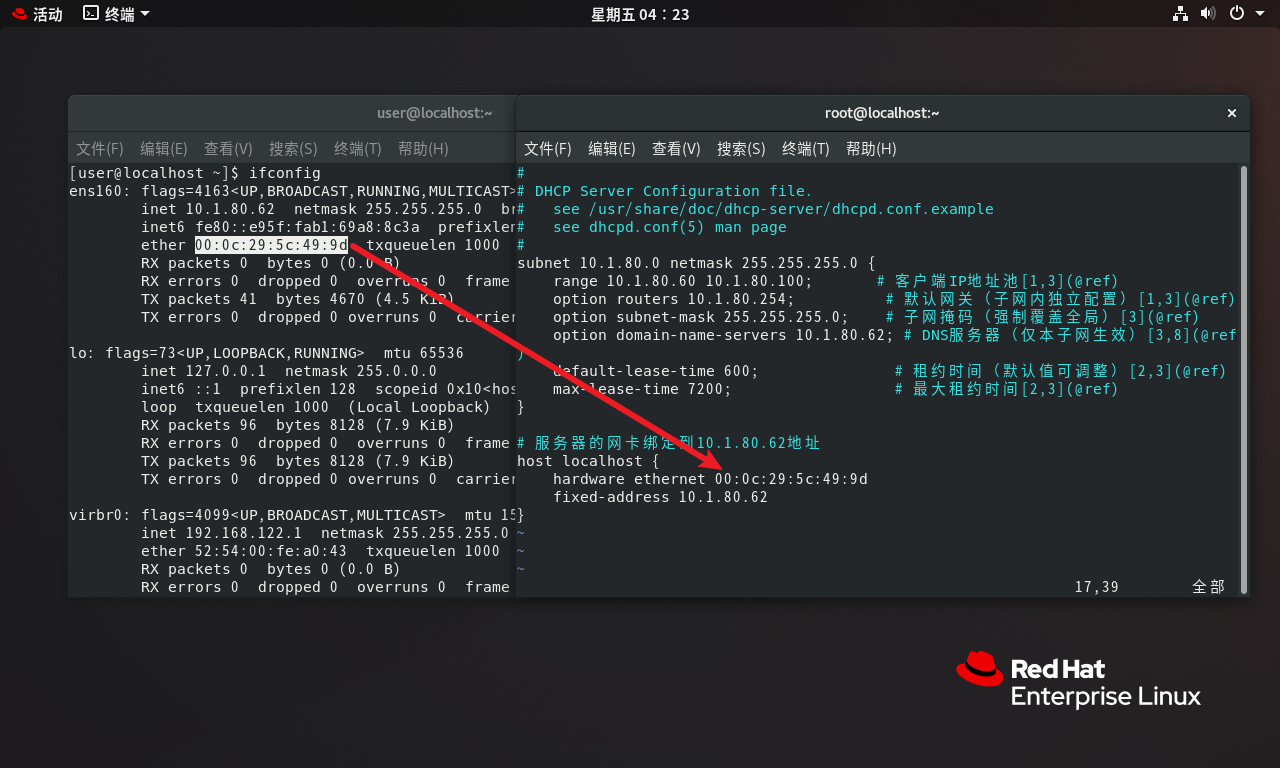 活动 终端 星期五 04：23
user@localhost:~
文件(F) 编辑(E) 查看(V) 搜索(S) 终端(T) 帮助(H)
[user@localhost ~]$ ifconfig
ens160: flags=4163<UP,BROADCAST,RUNNING,MULTICAST>
inet 10.1.80.62 netmask 255.255.255.0 br
inet6 fe80::e95f:fab1:69a8:8c3a prefixlen
ether 00:0c:29:5c:49:9d txqueuelen 1000
RX packets 0 bytes 0 (0.0 B)
RX errors 0 dropped 0 overruns 0 frame
TX packets 41 bytes 4670 (4.5 KiB)
TX errors 0 dropped 0 overruns 0 carrier
lo: flags=73<UP,LOOPBACK,RUNNING> mtu 65536
inet 127.0.0.1 netmask 255.0.0.0
inet6 ::1 prefixlen 128 scopeid 0x10<hos
loop txqueuelen 1000 (Local Loopback)
RX packets 96 bytes 8128 (7.9 KiB)
RX errors 0 dropped 0 overruns 0 frame
TX packets 96 bytes 8128 (7.9 KiB)
TX errors 0 dropped 0 overruns 0 carrier
virbr0: flags=4099<UP,BROADCAST,MULTICAST> mtu 15
inet 192.168.122.1 netmask 255.255.255.0
ether 52:54:00:fe:a0:43 txqueuelen 1000
RX packets 0 bytes 0 (0.0 B)
RX errors 0 dropped 0 overruns 0 frame
root@localhost:~
文件(F) 编辑(E) 查看(V) 搜索(S) 终端(T) 帮助(H)
#
# DHCP Server Configuration file.
#   see /usr/share/doc/dhcp-server/dhcpd.conf.example
#   see dhcpd.conf(5) man page
#
subnet 10.1.80.0 netmask 255.255.255.0 {
range 10.1.80.60 10.1.80.100; # 客户端IP地址池[1,3](@ref)
option routers 10.1.80.254; # 默认网关（子网内独立配置）[1,3](@ref)
option subnet-mask 255.255.255.0; # 子网掩码（强制覆盖全局）[3](@ref)
option domain-name-servers 10.1.80.62; # DNS服务器（仅本子网生效）[3,8](@ref
)
default-lease-time 600; # 租约时间（默认值可调整）[2,3](@ref)
max-lease-time 7200; # 最大租约时间[2,3](@ref)
}
# 服务器的网卡绑定到10.1.80.62地址
host localhost {
hardware ethernet 00:0c:29:5c:49:9d
fixed-address 10.1.80.62
}
~
~
~
17,39 全部
Red Hat
Enterprise Linux